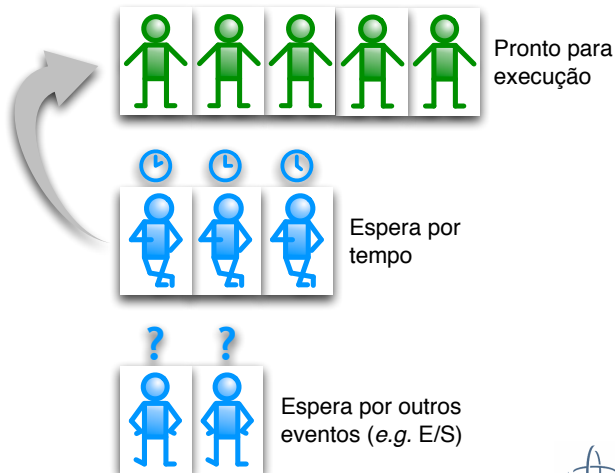 Pronto para
execução
Espera por
tempo
? ?
Espera por outros
eventos (e.g. E/S)